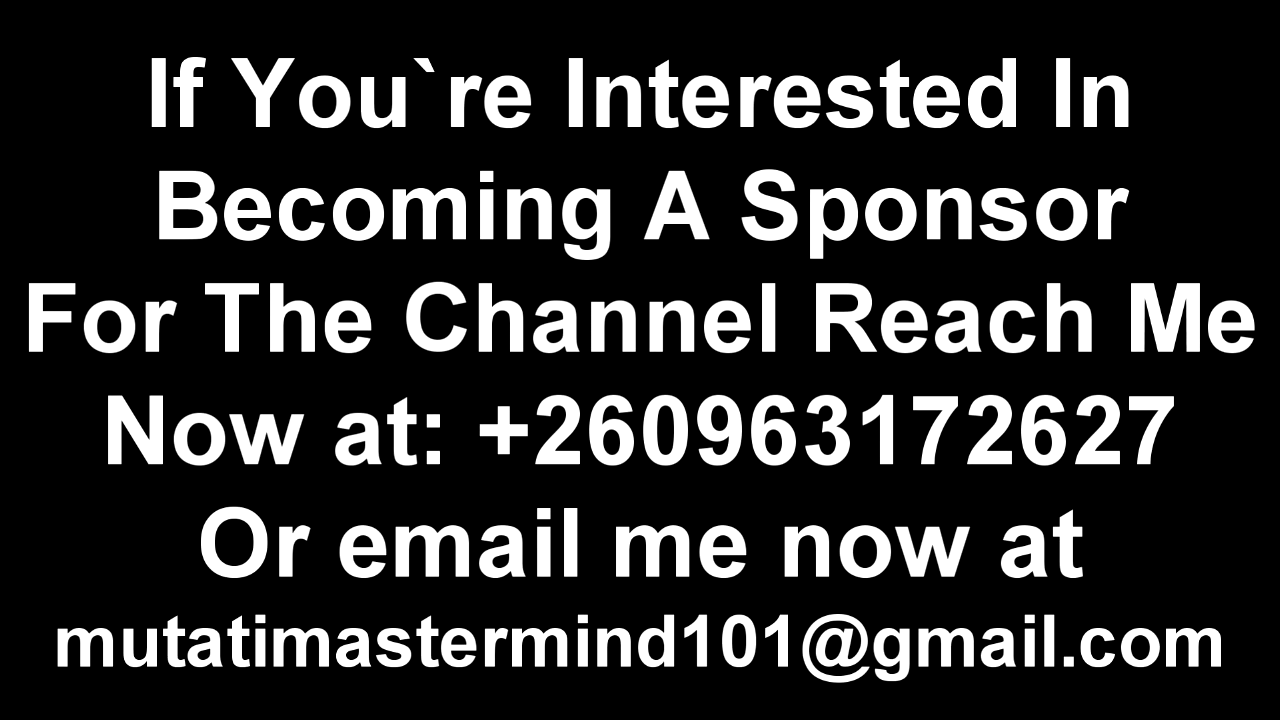 If You`re Interested In
Becoming A Sponsor
For The Channel Reach Me
Now at: +260963172627
Or email me now at
mutatimastermind101@gmail.com